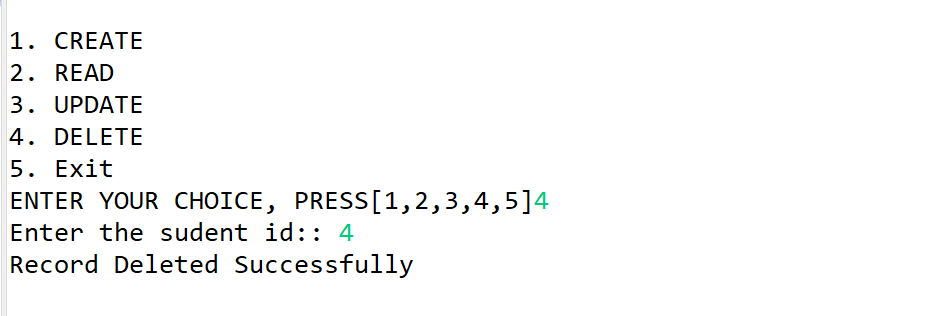 1. CREATE
2. READ
3. UPDATE
4. DELETE
5. Exit
ENTER YOUR CHOICE, PRESS[1,2,3,4,5]4
Enter the sudent id:: 4
Record Deleted Successfully